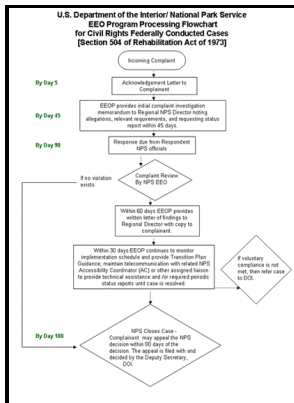 U.S. Department of the Interior/ National Park Service
EEO Program Processing Flowchart
for Civil Rights Federally Conducted Cases
[Section 504 of Rehabilitation Act of 1973]
Incoming Complaint
By Day 5
Acknowledgement Letter to
Complainant
By Day 45
EEOP provides initial complaint investigation
memorandum to Regional NPS Director noting
allegations, relevant requirements, and requesting status
report within 45 days.
By Day 90
Response due from Respondent
NPS officials
If no violation
exists
Complaint Review
By NPS EEO
Within 60 days EEOP provides
written letter of findings to
Regional Director with copy to
complainant.
Within 30 days EEOP continues to monitor
implementation schedule and provide Transition Plan
Guidance; maintain telecommunication with related NPS
Accessibility Coordinator (AC) or other assigned liaison
to provide technical assistance and /or required periodic
status reports until case is resolved.
If voluntary
compliance is not
met, then refer case
to DOI.
By Day 180
NPS Closes Case -
Complainant may appeal the NPS
decision within 90 days of
the decision. The appeal is filed with and
decided by the Deputy Secretary,
DOI.